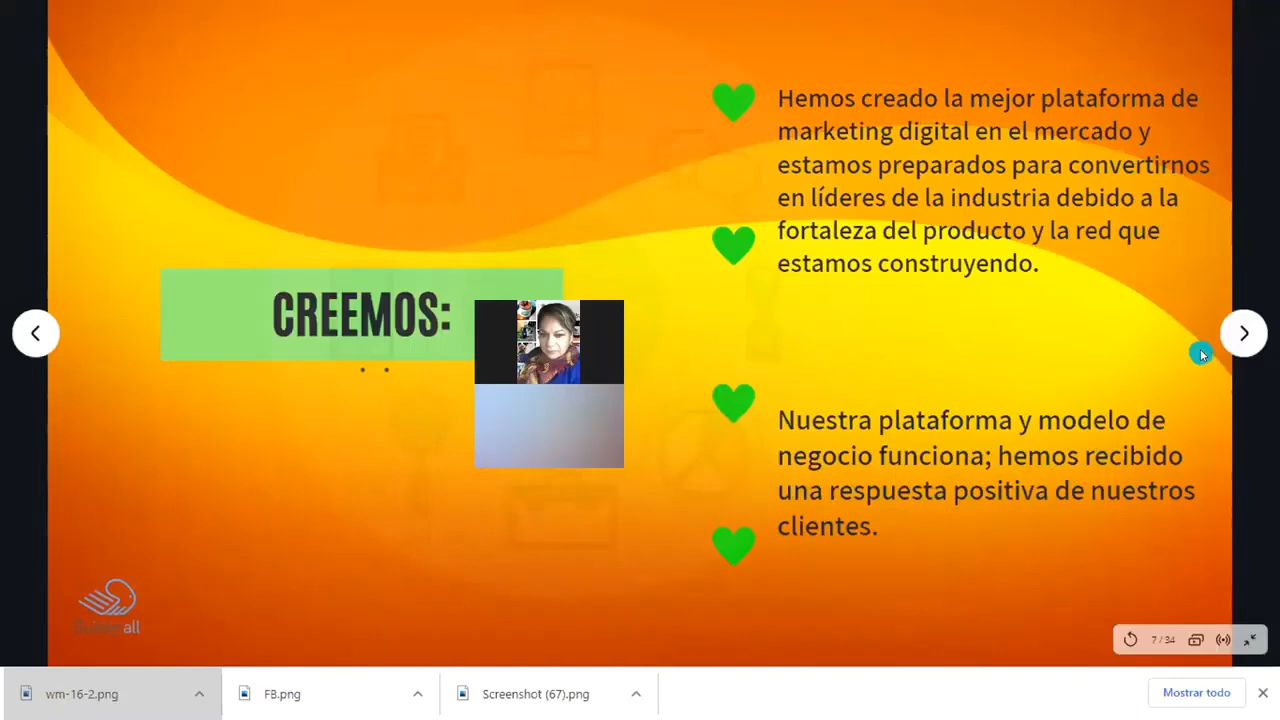 Hemos creado la mejor plataforma de
marketing digital en el mercado y
estamos preparados para convertirnos
en líderes de la industria debido a la
fortaleza del producto y la red que
estamos construyendo.
CREEMOS:
Nuestra plataforma y modelo de
negocio funciona; hemos recibido
una respuesta positiva de nuestros
clientes.
7 / 34
wm-16-2.png
FB.png
Screenshot (67).png
Mostrar todo